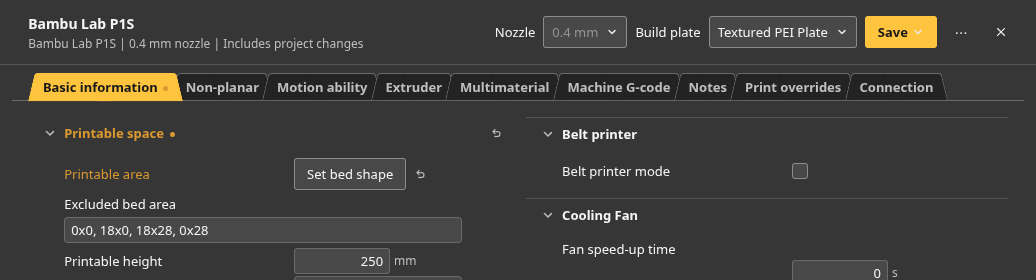 Bambu Lab P1S
Bambu Lab P1S | 0.4 mm nozzle | Includes project changes
Nozzle 0.4 mm Build plate Textured PEI Plate Save
Basic information Non-planar Motion ability Extruder Multimaterial Machine G-code Notes Print overrides Connection
Printable space
Printable area Set bed shape
Excluded bed area
0x0, 18x0, 18x28, 0x28
Printable height 250 mm
Belt printer
Belt printer mode
Cooling Fan
Fan speed-up time
0 s